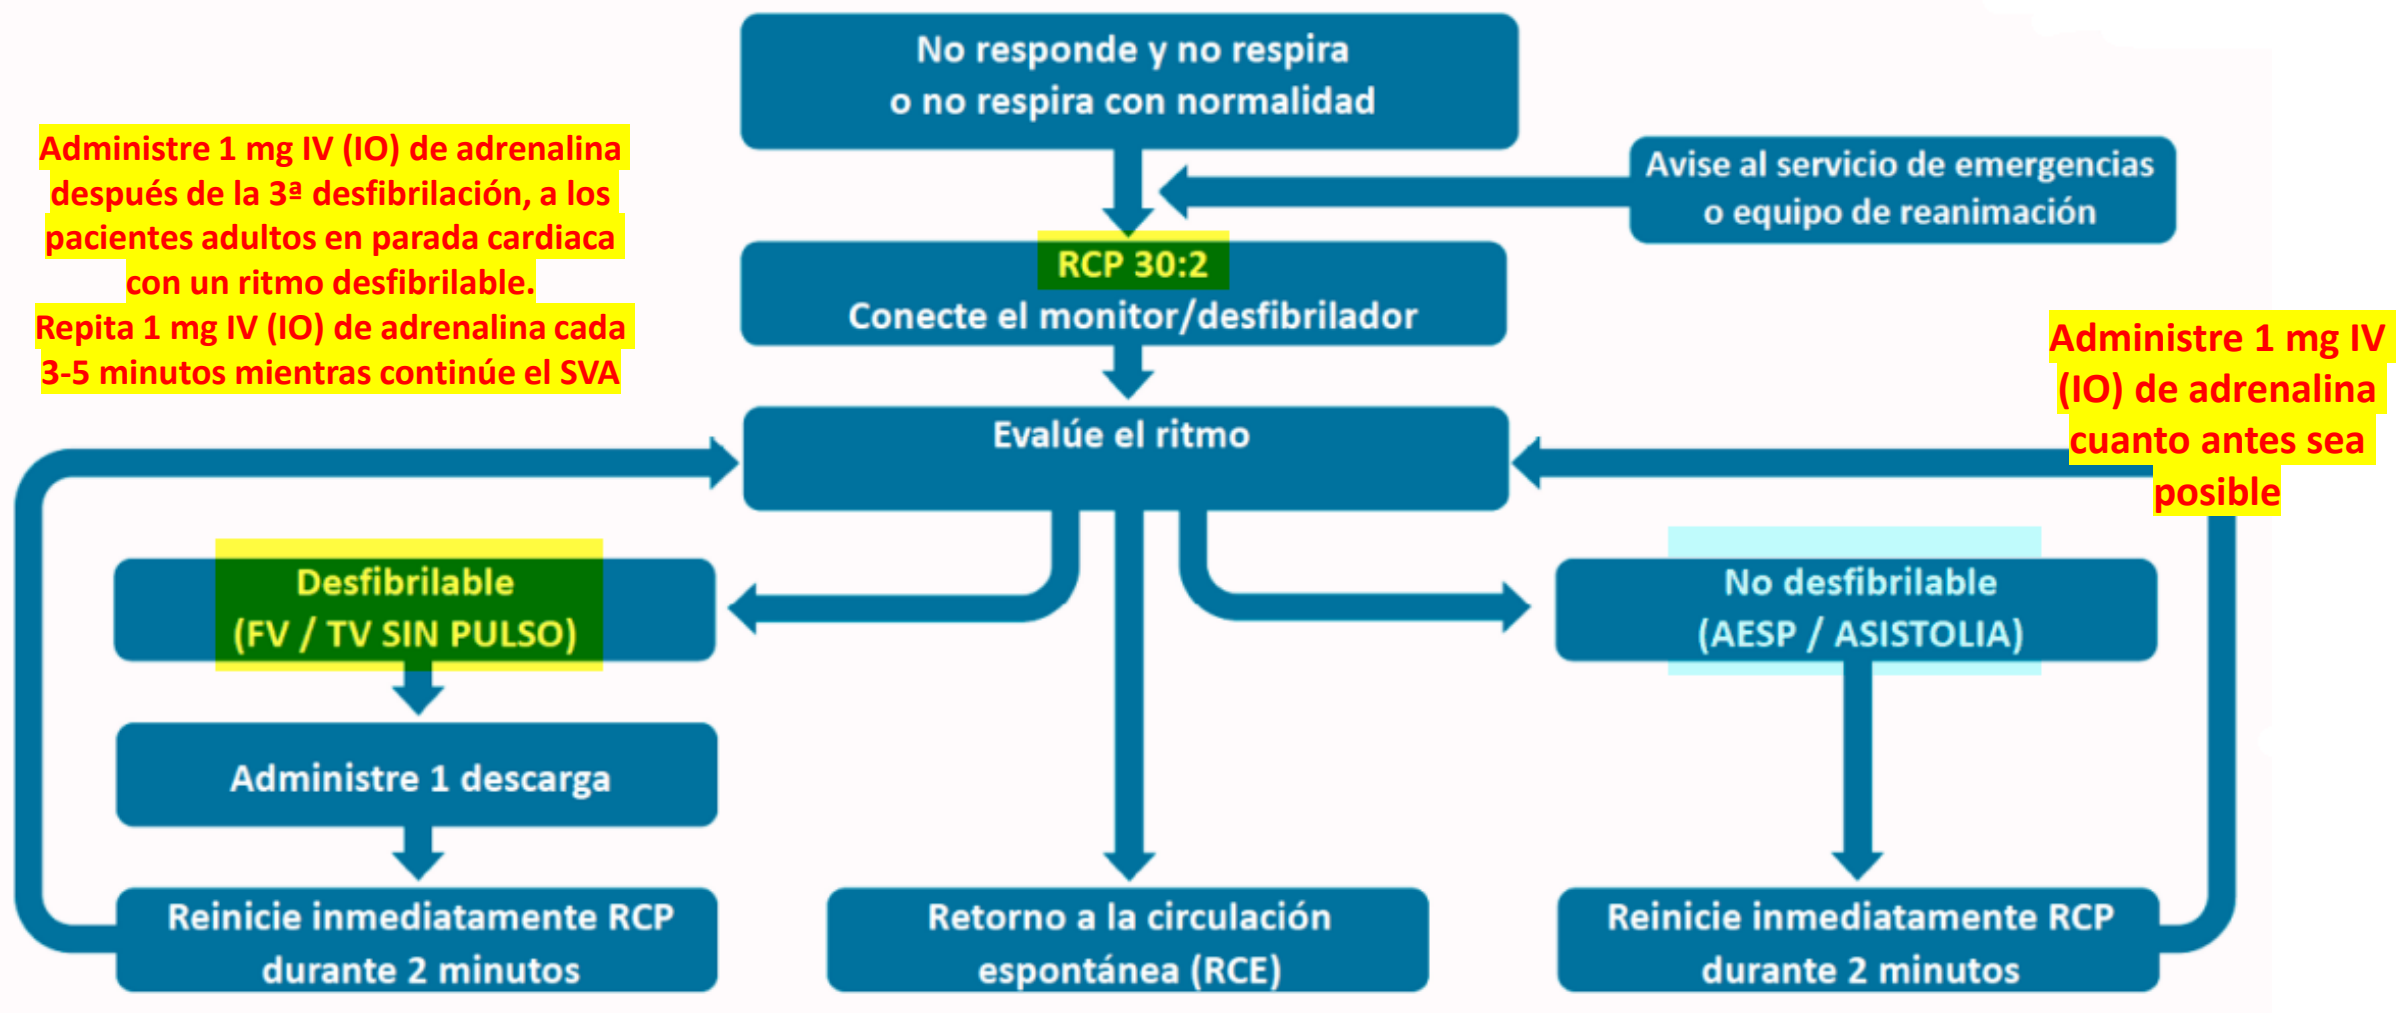 No responde y no respira
o no respira con normalidad
Administre 1 mg IV (IO) de adrenalina
después de la 3ª desfibrilación, a los
pacientes adultos en parada cardiaca
con un ritmo desfibrilable.
Repita 1 mg IV (IO) de adrenalina cada
3-5 minutos mientras continúe el SVA
Avise al servicio de emergencias
o equipo de reanimación
RCP 30:2
Conecte el monitor/desfibrilador
Administre 1 mg IV
(IO) de adrenalina
cuanto antes sea
posible
Evalúe el ritmo
Desfibrilable
(FV / TV SIN PULSO)
No desfibrilable
(AESP / ASISTOLIA)
Administre 1 descarga
Reinicie inmediatamente RCP
durante 2 minutos
Retorno a la circulación
espontánea (RCE)
Reinicie inmediatamente RCP
durante 2 minutos